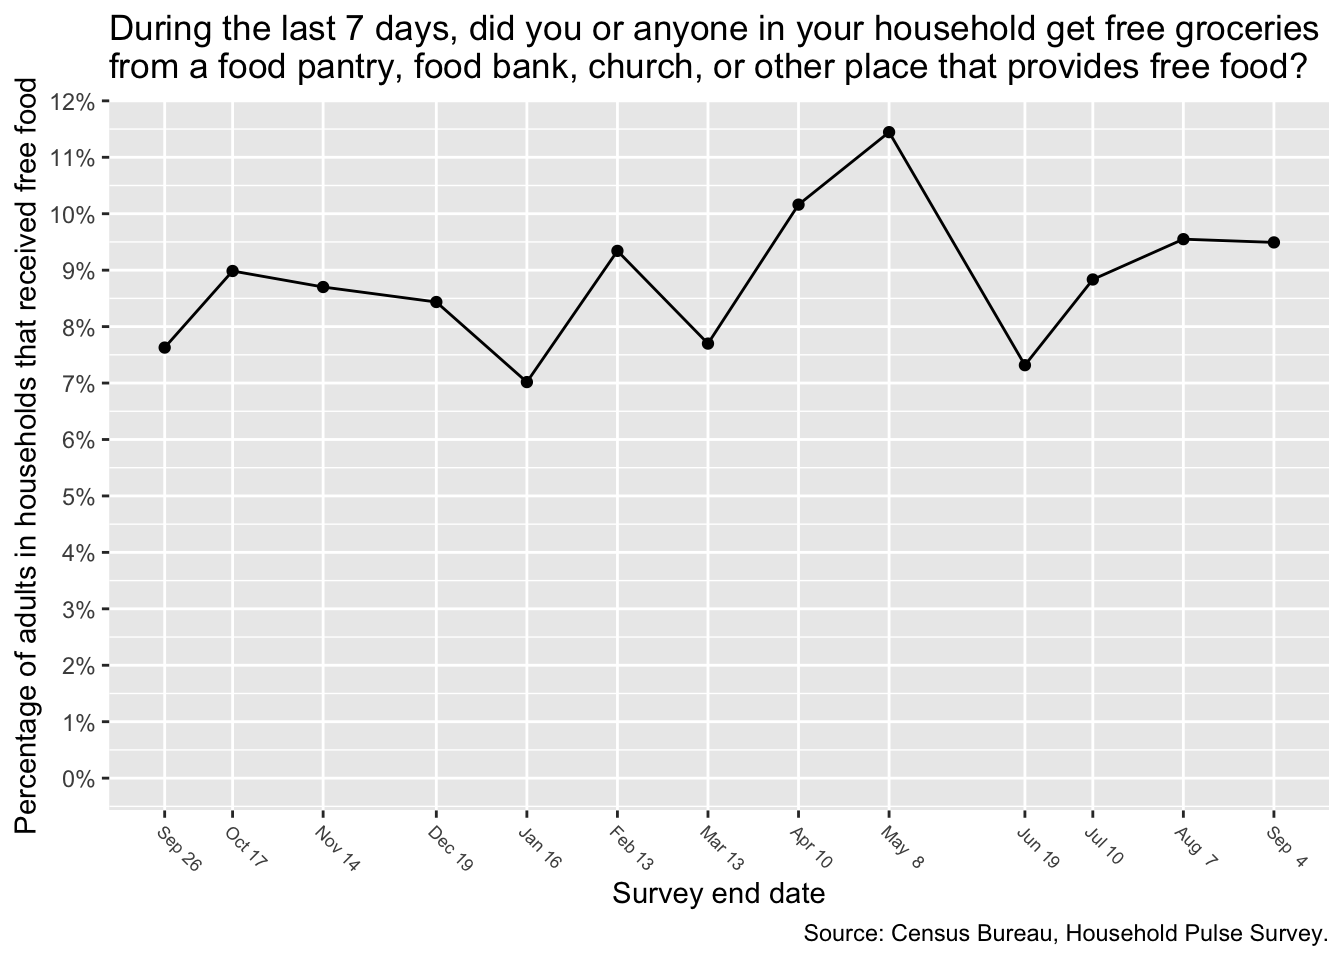 During the last 7 days, did you or anyone in your household get free groceries
from a food pantry, food bank, church, or other place that provides free food?
Percentage of adults in households that received free food
12%
11%
10%
9%
8%
7%
6%
5%
4%
3%
2%
1%
0%
Sep 26
Oct 17
Nov 14
Dec 19
Jan 16
Feb 13
Mar 13
Apr 10
May 8
Jun 19
Jul 10
Aug 7
Sep 4
Survey end date
Source: Census Bureau, Household Pulse Survey.